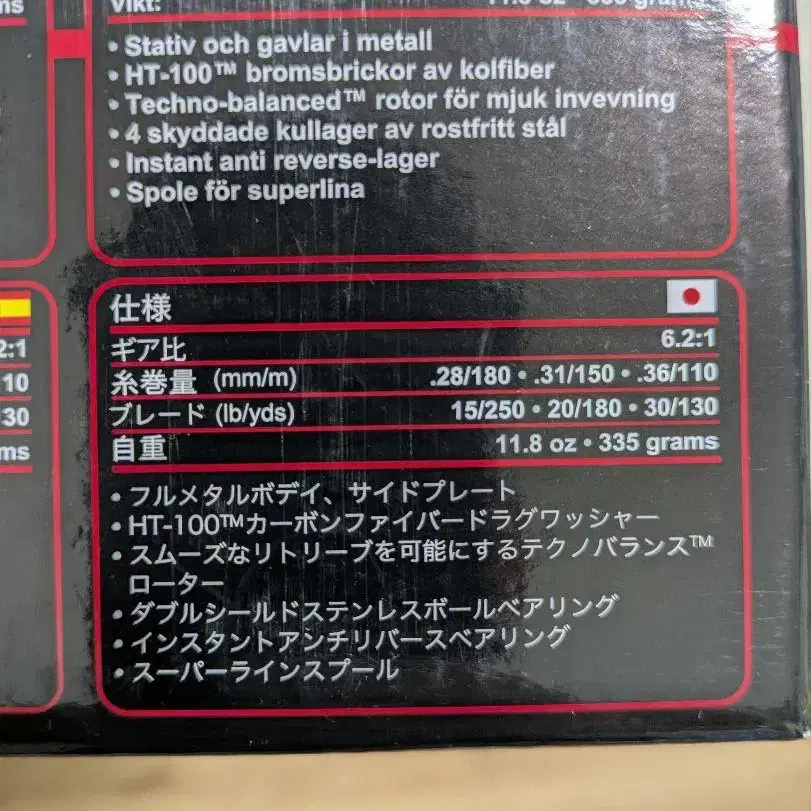 ns
Vikt:
• Stativ och gavlar i metall
• HT-100™ bromsbrickor av kolfiber
• Techno-balanced™ rotor för mjuk invevning
• 4 skyddade kullager av rostfritt stål
• Instant anti reverse-lager
• Spole för superlina
仕様
ギア比 6.2:1
糸巻量 (mm/m) .28/180 • .31/150 • .36/110
ブレード (lb/yds) 15/250 • 20/180 • 30/130
自重 11.8 oz • 335 grams
• フルメタルボデイ、サイドプレート
• HT-100™カーボンファイバードラグワッシャー
• スムーズなリトリーブを可能にするテクノバランス™
ローター
• ダブルシールドステンレスボールベアリング
• インスタントアンチリバースベアリング
• スーパーラインスプール
2:1
10
30
ms